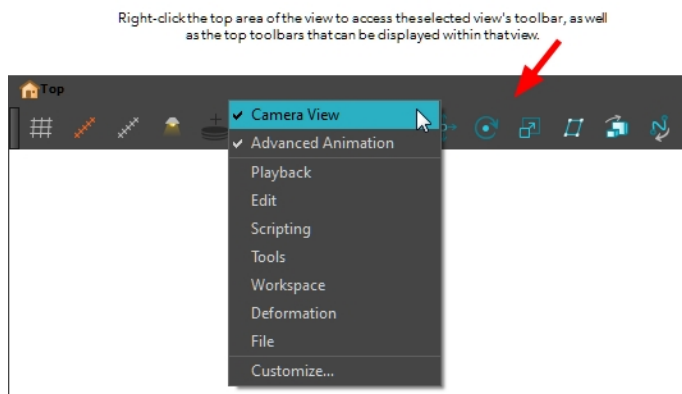 Right-click the top area of the view to access the selected view's toolbar, as well
as the top toolbars that can be displayed within that view.
Top
Camera View
Advanced Animation
Playback
Edit
Scripting
Tools
Workspace
Deformation
File
Customize...